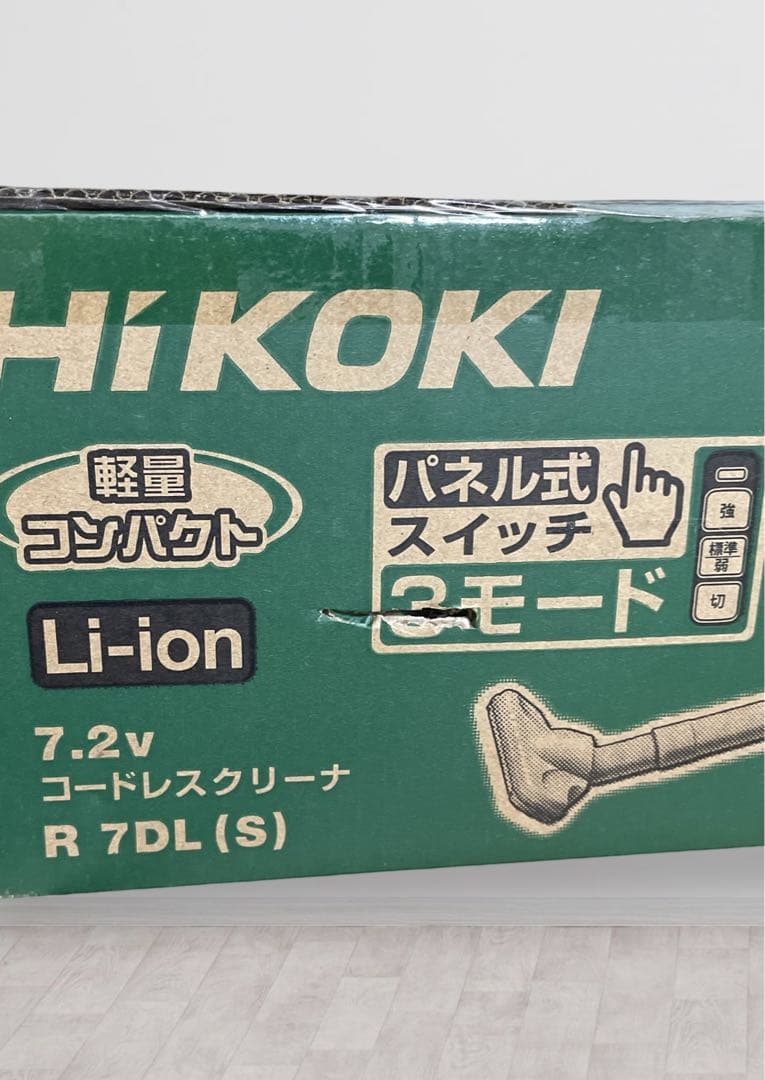 HiKOKI
軽量
コンパクト
パネル式
スイッチ
3モード
強
標準
弱
切
Li-ion
7.2v
コードレスクリーナ
R 7DL(S)